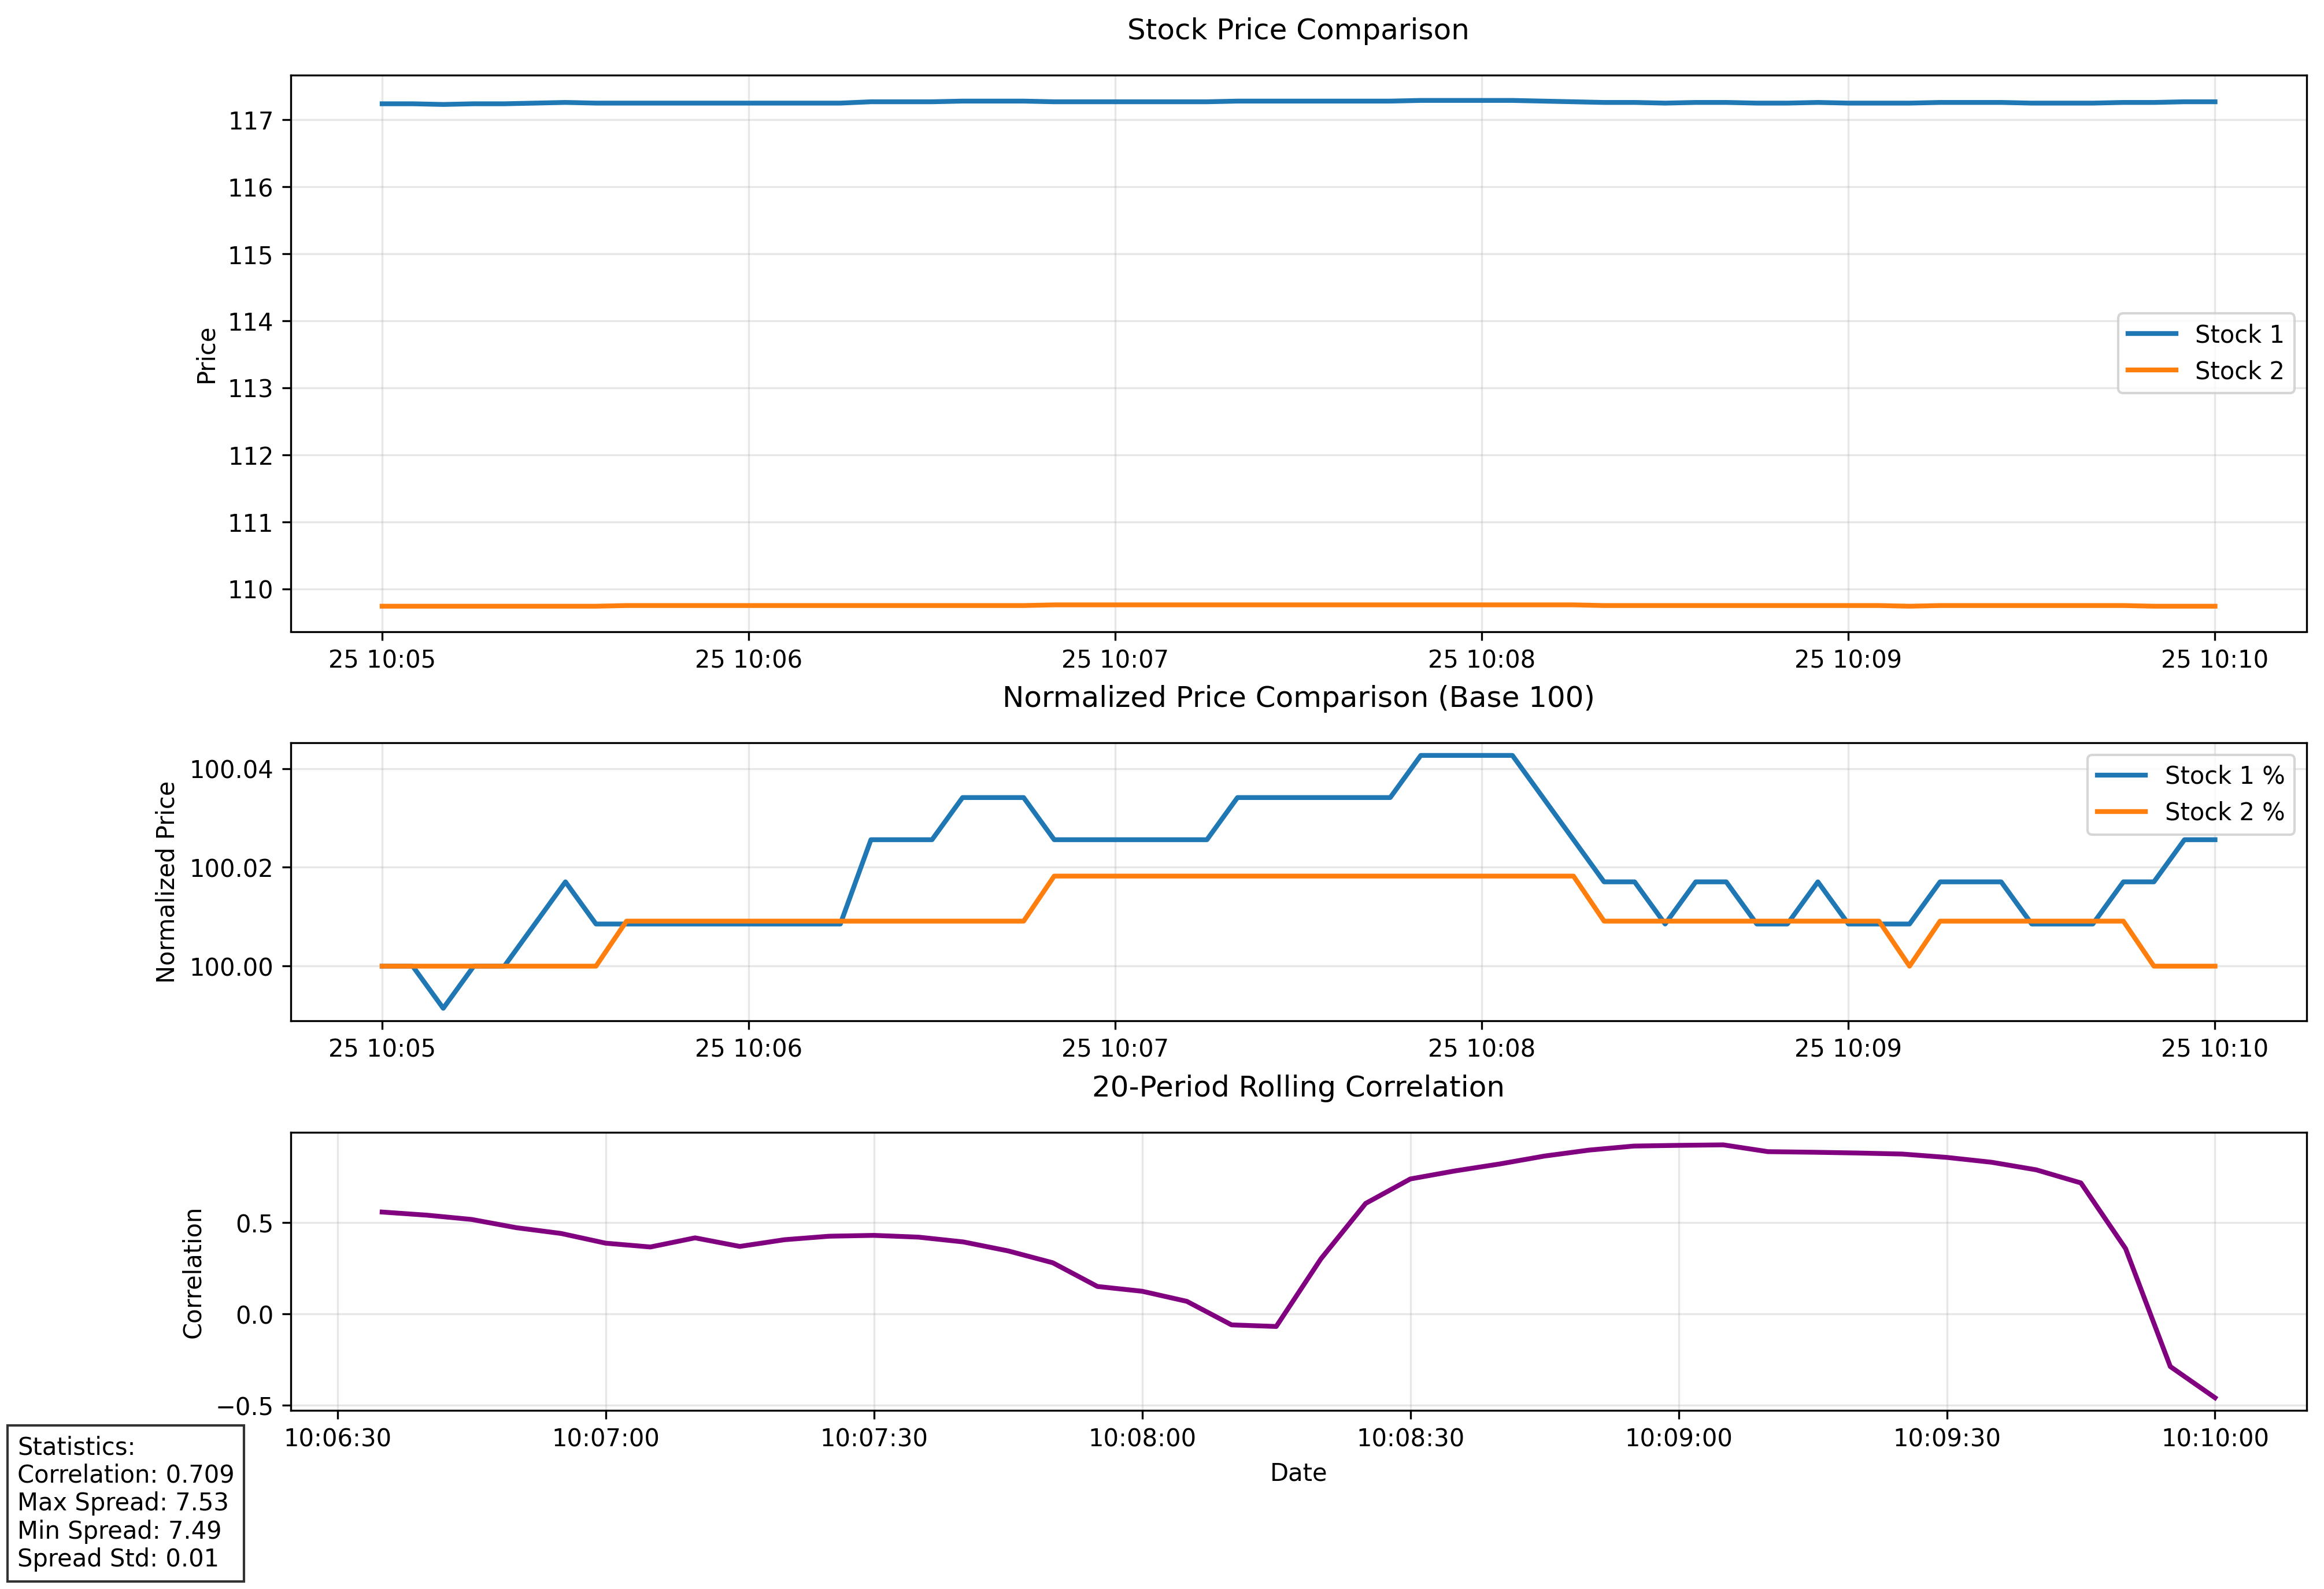 Stock Price Comparison
117
116
115
114
113
112
111
110
Price
Stock 1
Stock 2
25 10:05 25 10:06 25 10:07 25 10:08 25 10:09 25 10:10
Normalized Price Comparison (Base 100)
100.04
100.02
100.00
Normalized Price
Stock 1 %
Stock 2 %
25 10:05 25 10:06 25 10:07 25 10:08 25 10:09 25 10:10
20-Period Rolling Correlation
0.5
0.0
−0.5
Correlation
10:06:30 10:07:00 10:07:30 10:08:00 10:08:30 10:09:00 10:09:30 10:10:00
Date
Statistics:
Correlation: 0.709
Max Spread: 7.53
Min Spread: 7.49
Spread Std: 0.01